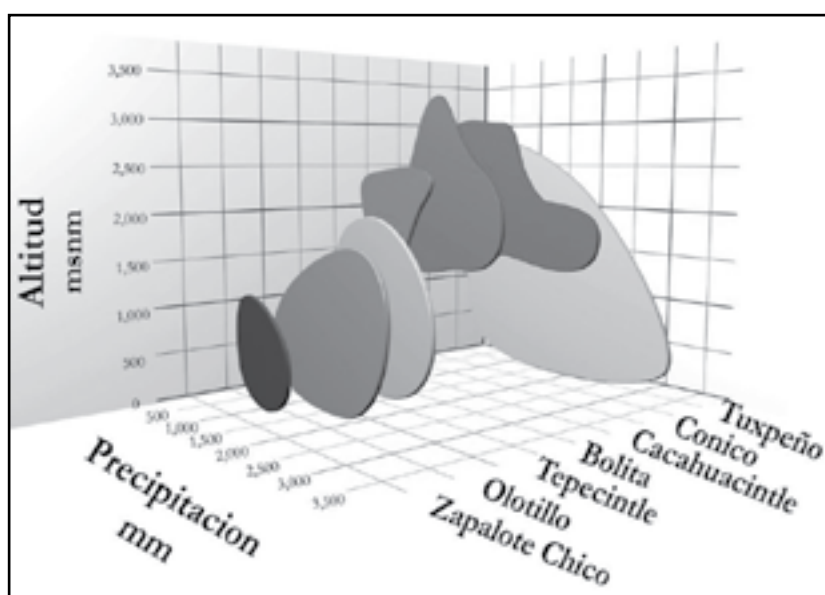 3,500
3,000
2,500
2,000
1,500
1,000
500
0
Altitud
msnm
500
1,000
1,500
2,000
2,500
3,000
3,500
Precipitacion
mm
Tuxpeño
Conico
Cacahuacintle
Bolita
Tepecintle
Olotillo
Zapalote Chico